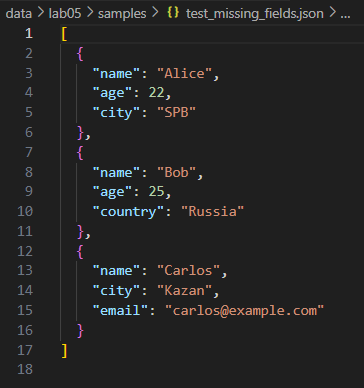 data > lab05 > samples > {} test_missing_fields.json > ...
1 [
2 {
3 "name": "Alice",
4 "age": 22,
5 "city": "SPB"
6 },
7 {
8 "name": "Bob",
9 "age": 25,
10 "country": "Russia"
11 },
12 {
13 "name": "Carlos",
14 "city": "Kazan",
15 "email": "carlos@example.com"
16 }
17 ]
18